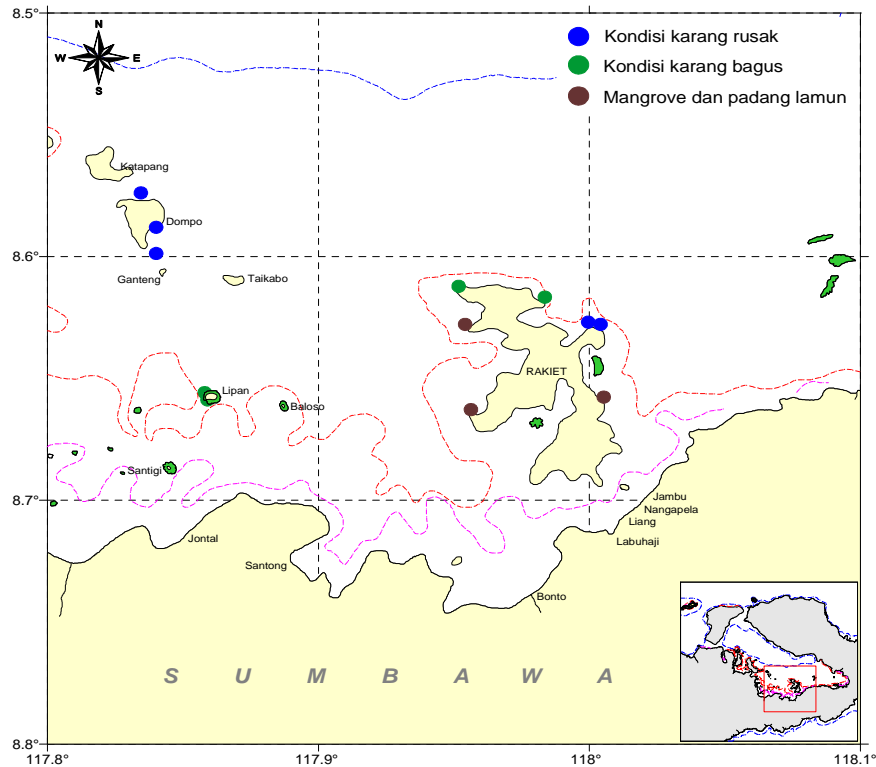 8.5°
N
W E
S
Kondisi karang rusak
Kondisi karang bagus
Mangrove dan padang lamun
Katapang
Dompo
8.6°
Ganteng
Taikabo
RAKIET
Lipan
Baloso
Santigi
8.7°
Jambu
Nangapela
Liang
Labuhaji
Jontal
Santong
Bonto
S U M B A W A
8.8°
117.8° 117.9° 118° 118.1°